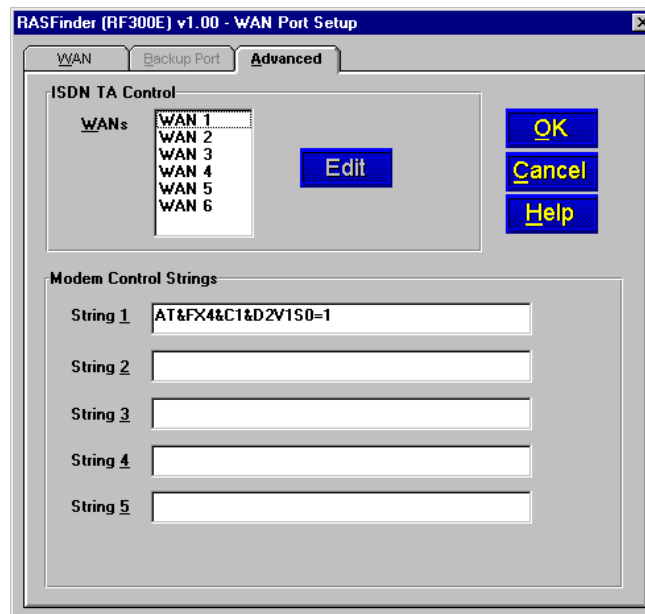 RASFinder (RF300E) v1.00 - WAN Port Setup
WAN
Backup Port
Advanced
ISDN TA Control
WANs
WAN 1
WAN 2
WAN 3
WAN 4
WAN 5
WAN 6
Edit
OK
Cancel
Help
Modem Control Strings
String 1
AT&FX4&C1&D2V1S0=1
String 2
String 3
String 4
String 5